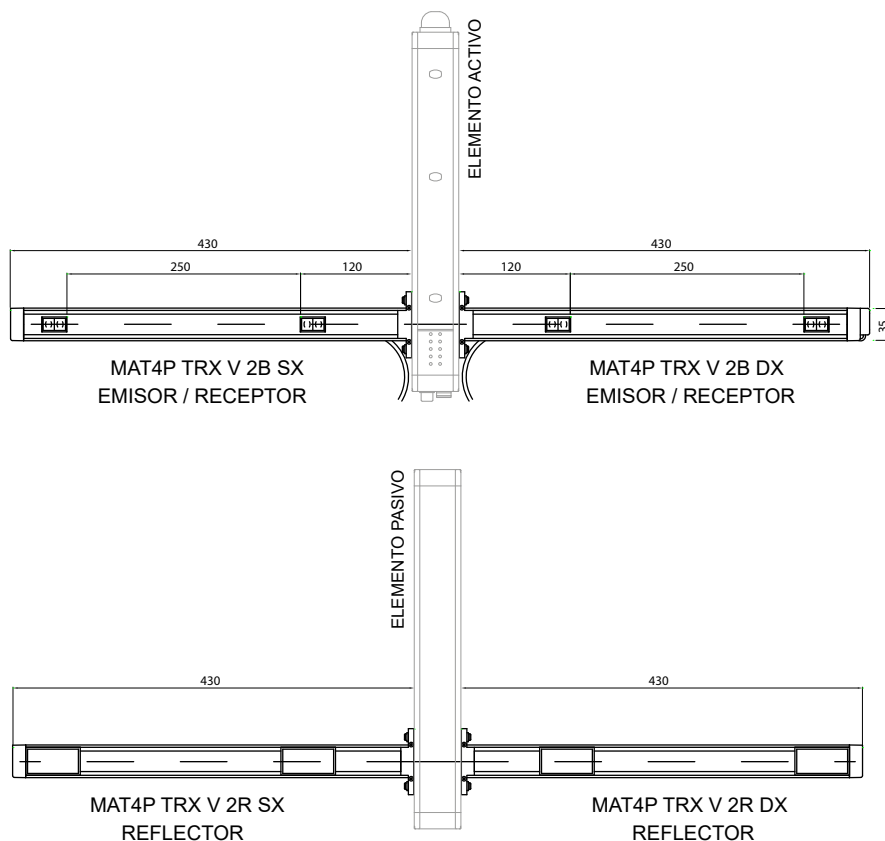 ELEMENTO ACTIVO
430
430
250
120
120
250
35
MAT4P TRX V 2B SX
EMISOR / RECEPTOR
MAT4P TRX V 2B DX
EMISOR / RECEPTOR
ELEMENTO PASIVO
430
430
MAT4P TRX V 2R SX
REFLECTOR
MAT4P TRX V 2R DX
REFLECTOR